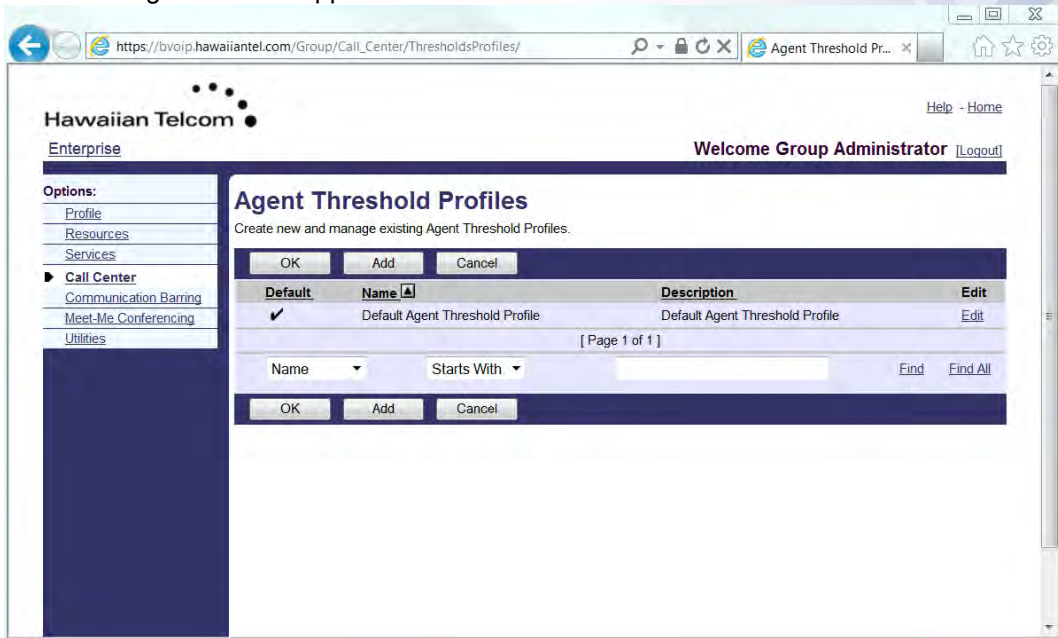 https://bvoip.hawaiiantel.com/Group/Call_Center/ThresholdsProfiles/
Agent Threshold Pr...
Hawaiian Telcom
Help - Home
Enterprise
Welcome Group Administrator [Logout]
Options:
Profile
Resources
Services
Call Center
Communication Barring
Meet-Me Conferencing
Utilities
Agent Threshold Profiles
Create new and manage existing Agent Threshold Profiles.
OK Add Cancel
Default Name Description Edit
Default Agent Threshold Profile Default Agent Threshold Profile Edit
[ Page 1 of 1 ]
Name Starts With Find Find All
OK Add Cancel